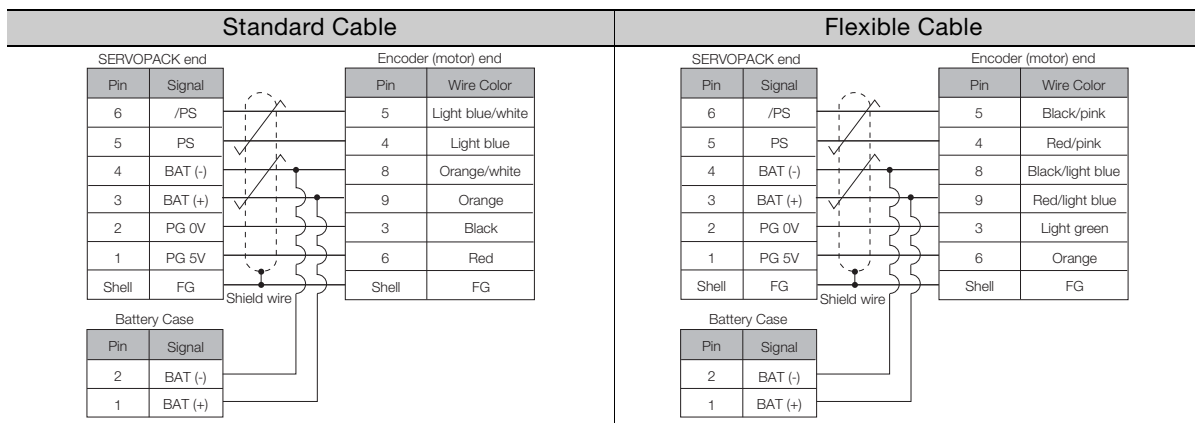 Standard Cable
SERVOPACK end
Encoder (motor) end
Pin Signal
Pin Wire Color
6 /PS 5 Light blue/white
5 PS 4 Light blue
4 BAT (-) 8 Orange/white
3 BAT (+) 9 Orange
2 PG 0V 3 Black
1 PG 5V 6 Red
Shell FG Shell FG
Shield wire
Battery Case
Pin Signal
2 BAT (-)
1 BAT (+)
Flexible Cable
SERVOPACK end
Encoder (motor) end
Pin Signal
Pin Wire Color
6 /PS 5 Black/pink
5 PS 4 Red/pink
4 BAT (-) 8 Black/light blue
3 BAT (+) 9 Red/light blue
2 PG 0V 3 Light green
1 PG 5V 6 Orange
Shell FG Shell FG
Shield wire
Battery Case
Pin Signal
2 BAT (-)
1 BAT (+)